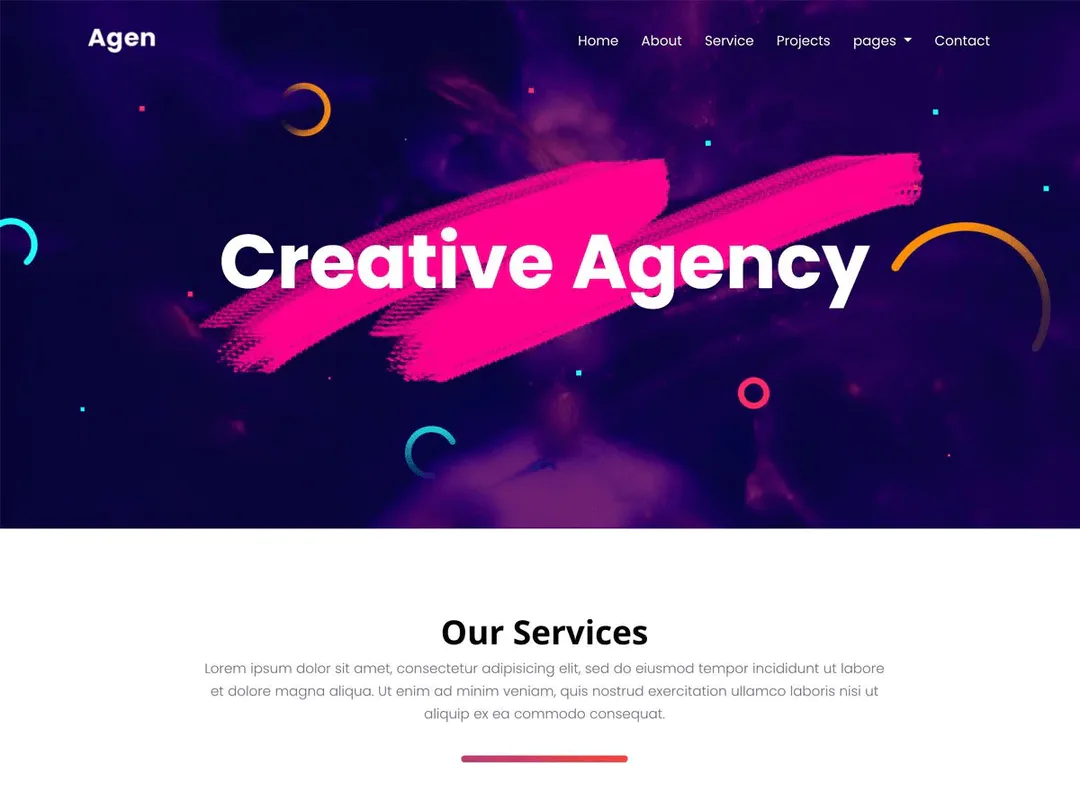 Agen
Home About Service Projects pages Contact
Creative Agency
Our Services
Lorem ipsum dolor sit amet, consectetur adipisicing elit, sed do eiusmod tempor incididunt ut labore
et dolore magna aliqua. Ut enim ad minim veniam, quis nostrud exercitation ullamco laboris nisi ut
aliquip ex ea commodo consequat.